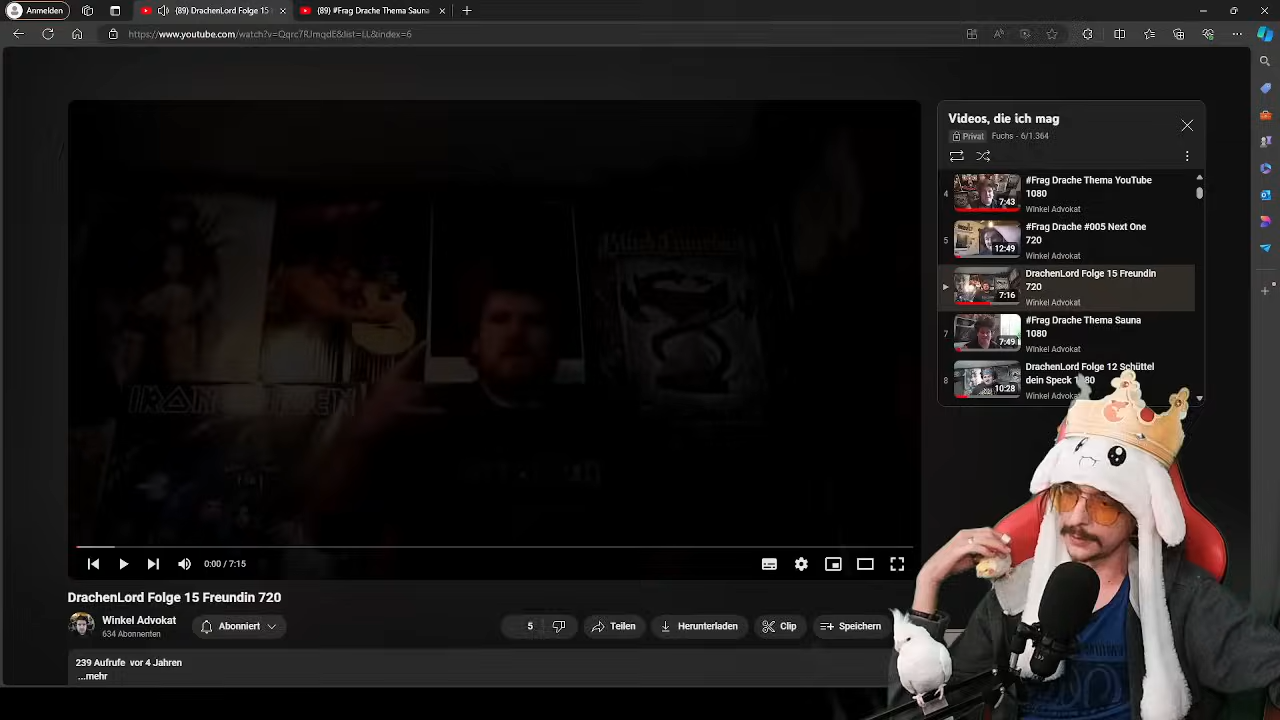 Anmelden
(89) DrachenLord Folge 15
(89) #Frag Drache Thema Sauna
https://www.youtube.com/watch?v=Qqrc7RJmqdE&list=LL&index=6
IRON MAIDEN
Videos, die ich mag
Privat Fuchs - 6/1.364
4
#Frag Drache Thema YouTube
1080
7:43
Winkel Advokat
5
#Frag Drache #005 Next One
720
12:49
Winkel Advokat
DrachenLord Folge 15 Freundin
720
7:16
Winkel Advokat
7
#Frag Drache Thema Sauna
1080
7:49
Winkel Advokat
8
DrachenLord Folge 12 Schüttel
dein Speck 1080
10:28
Winkel Advokat
0:00 / 7:15
DrachenLord Folge 15 Freundin 720
Winkel Advokat
634 Abonnenten
Abonniert
5
Teilen
Herunterladen
Clip
Speichern
239 Aufrufe vor 4 Jahren
...mehr